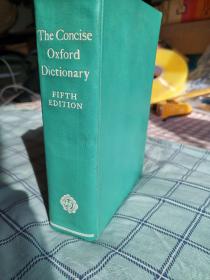 The Concise
Oxford
Dictionary
FIFTH
EDITION